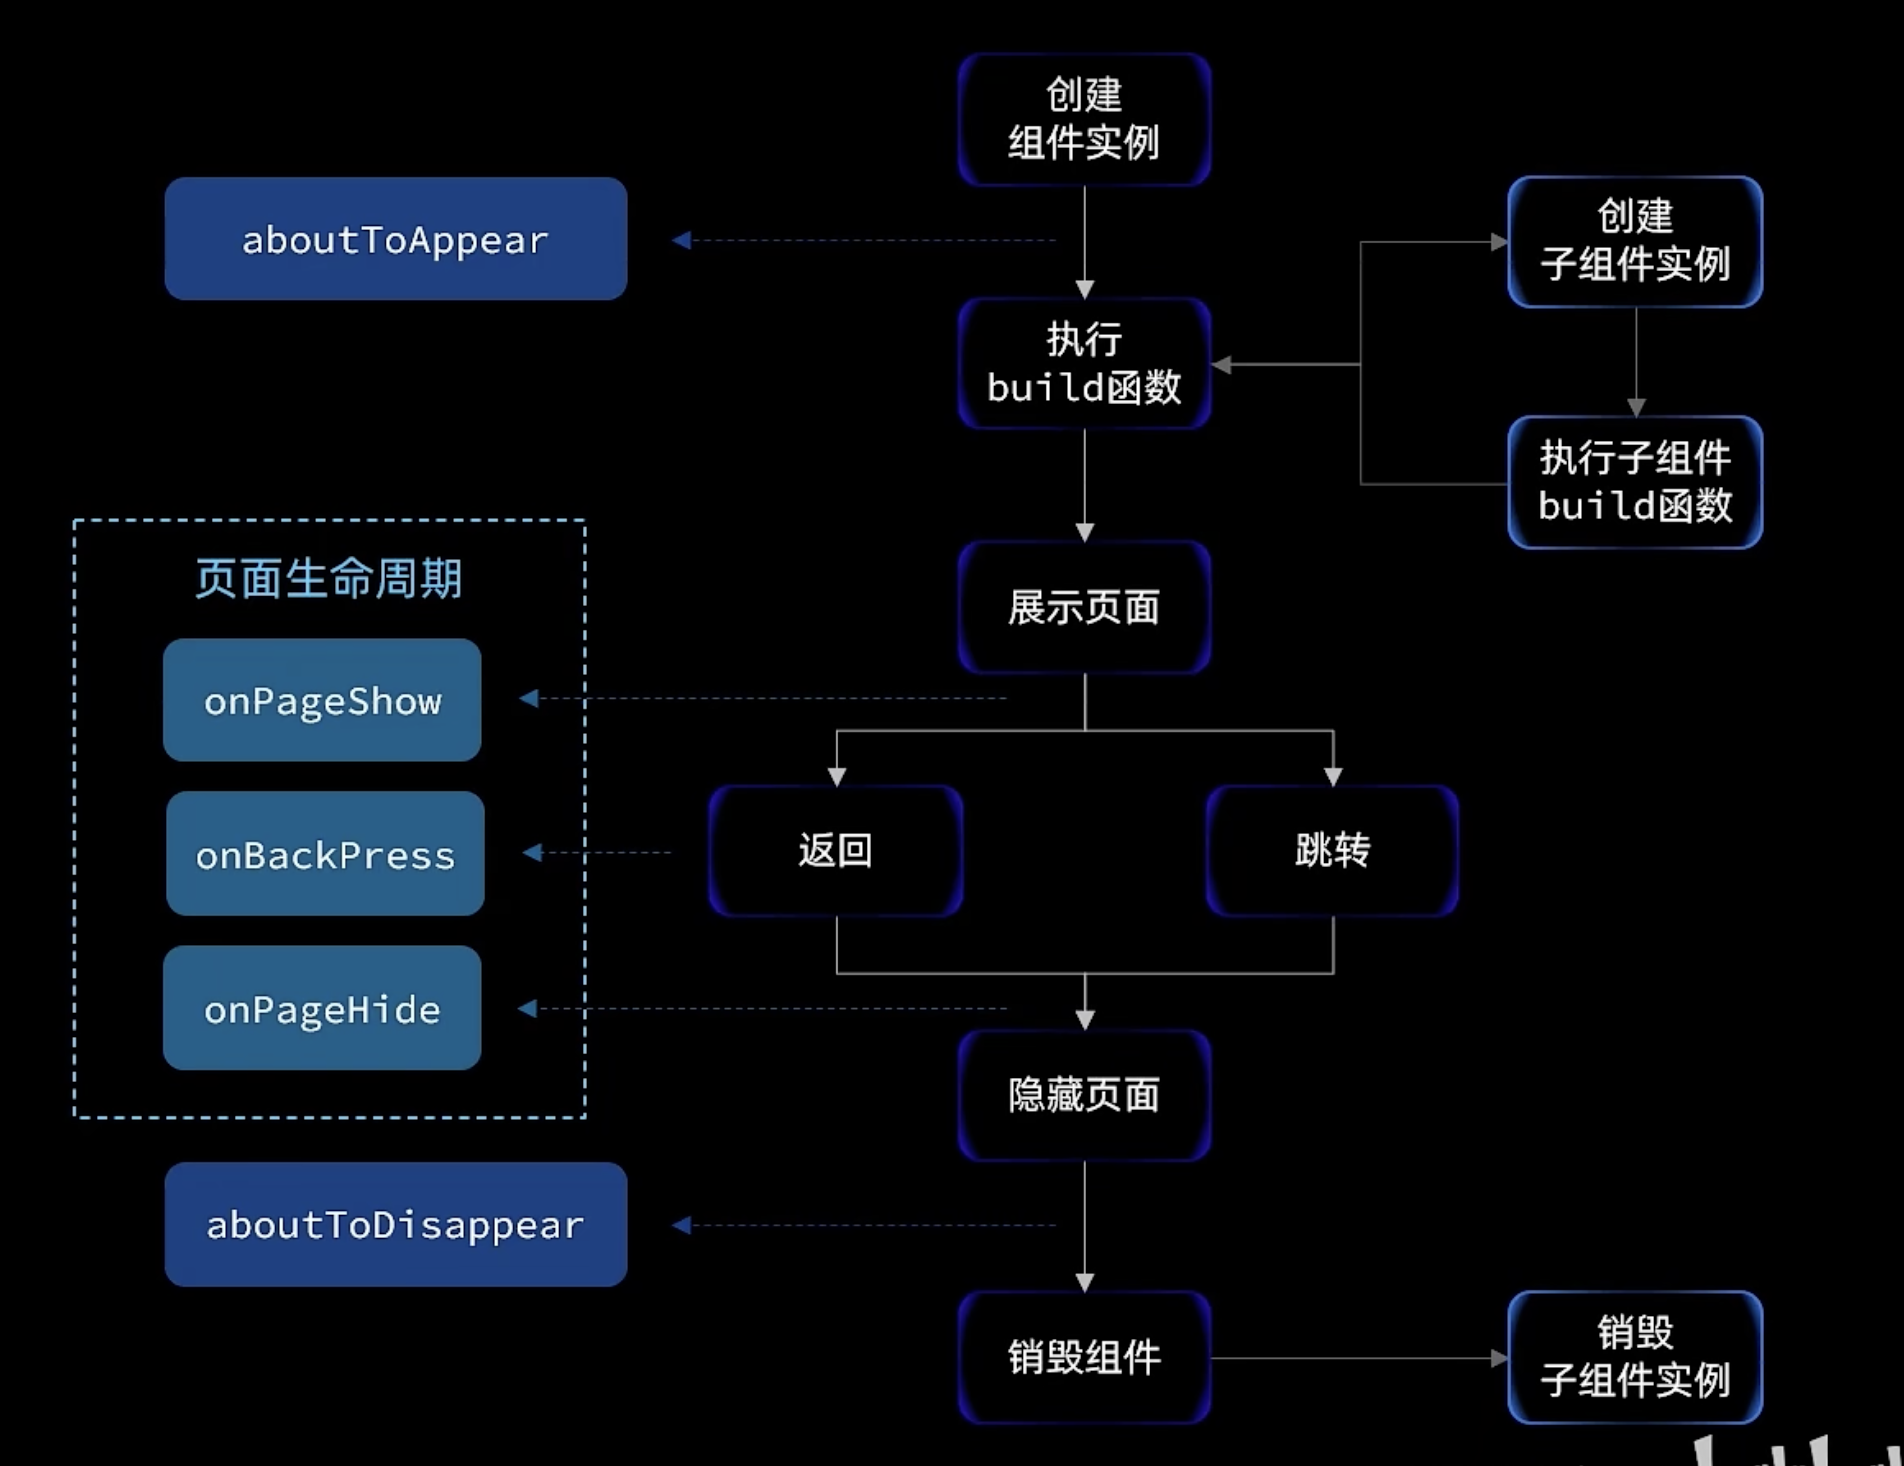 创建
组件实例
aboutToAppear
创建
子组件实例
执行
build函数
执行子组件
build函数
页面生命周期
展示页面
onPageShow
onBackPress
返回
跳转
onPageHide
隐藏页面
aboutToDisappear
销毁组件
销毁
子组件实例